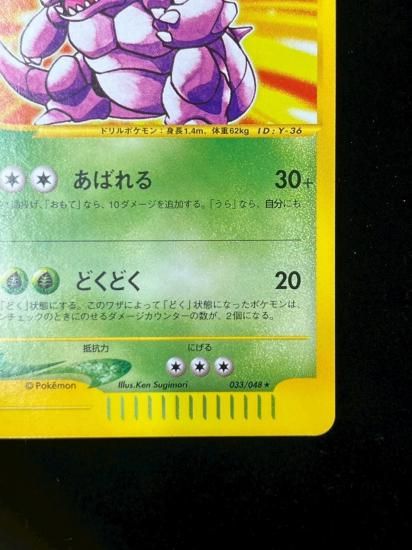 ドリルポケモン：身長1.4m、体重62kg ID:Y-36
あばれる 30+
げ、「おもて」なら、10ダメージを追加する。「うら」なら、自分にも
どくどく 20
「どく」状態にする。このワザによって「どく」状態になったポケモンは、
ンチェックのときにのせるダメージカウンターの数が、2個になる。
抵抗力 にげる
©Pokémon Illus.Ken Sugimori 033/048★